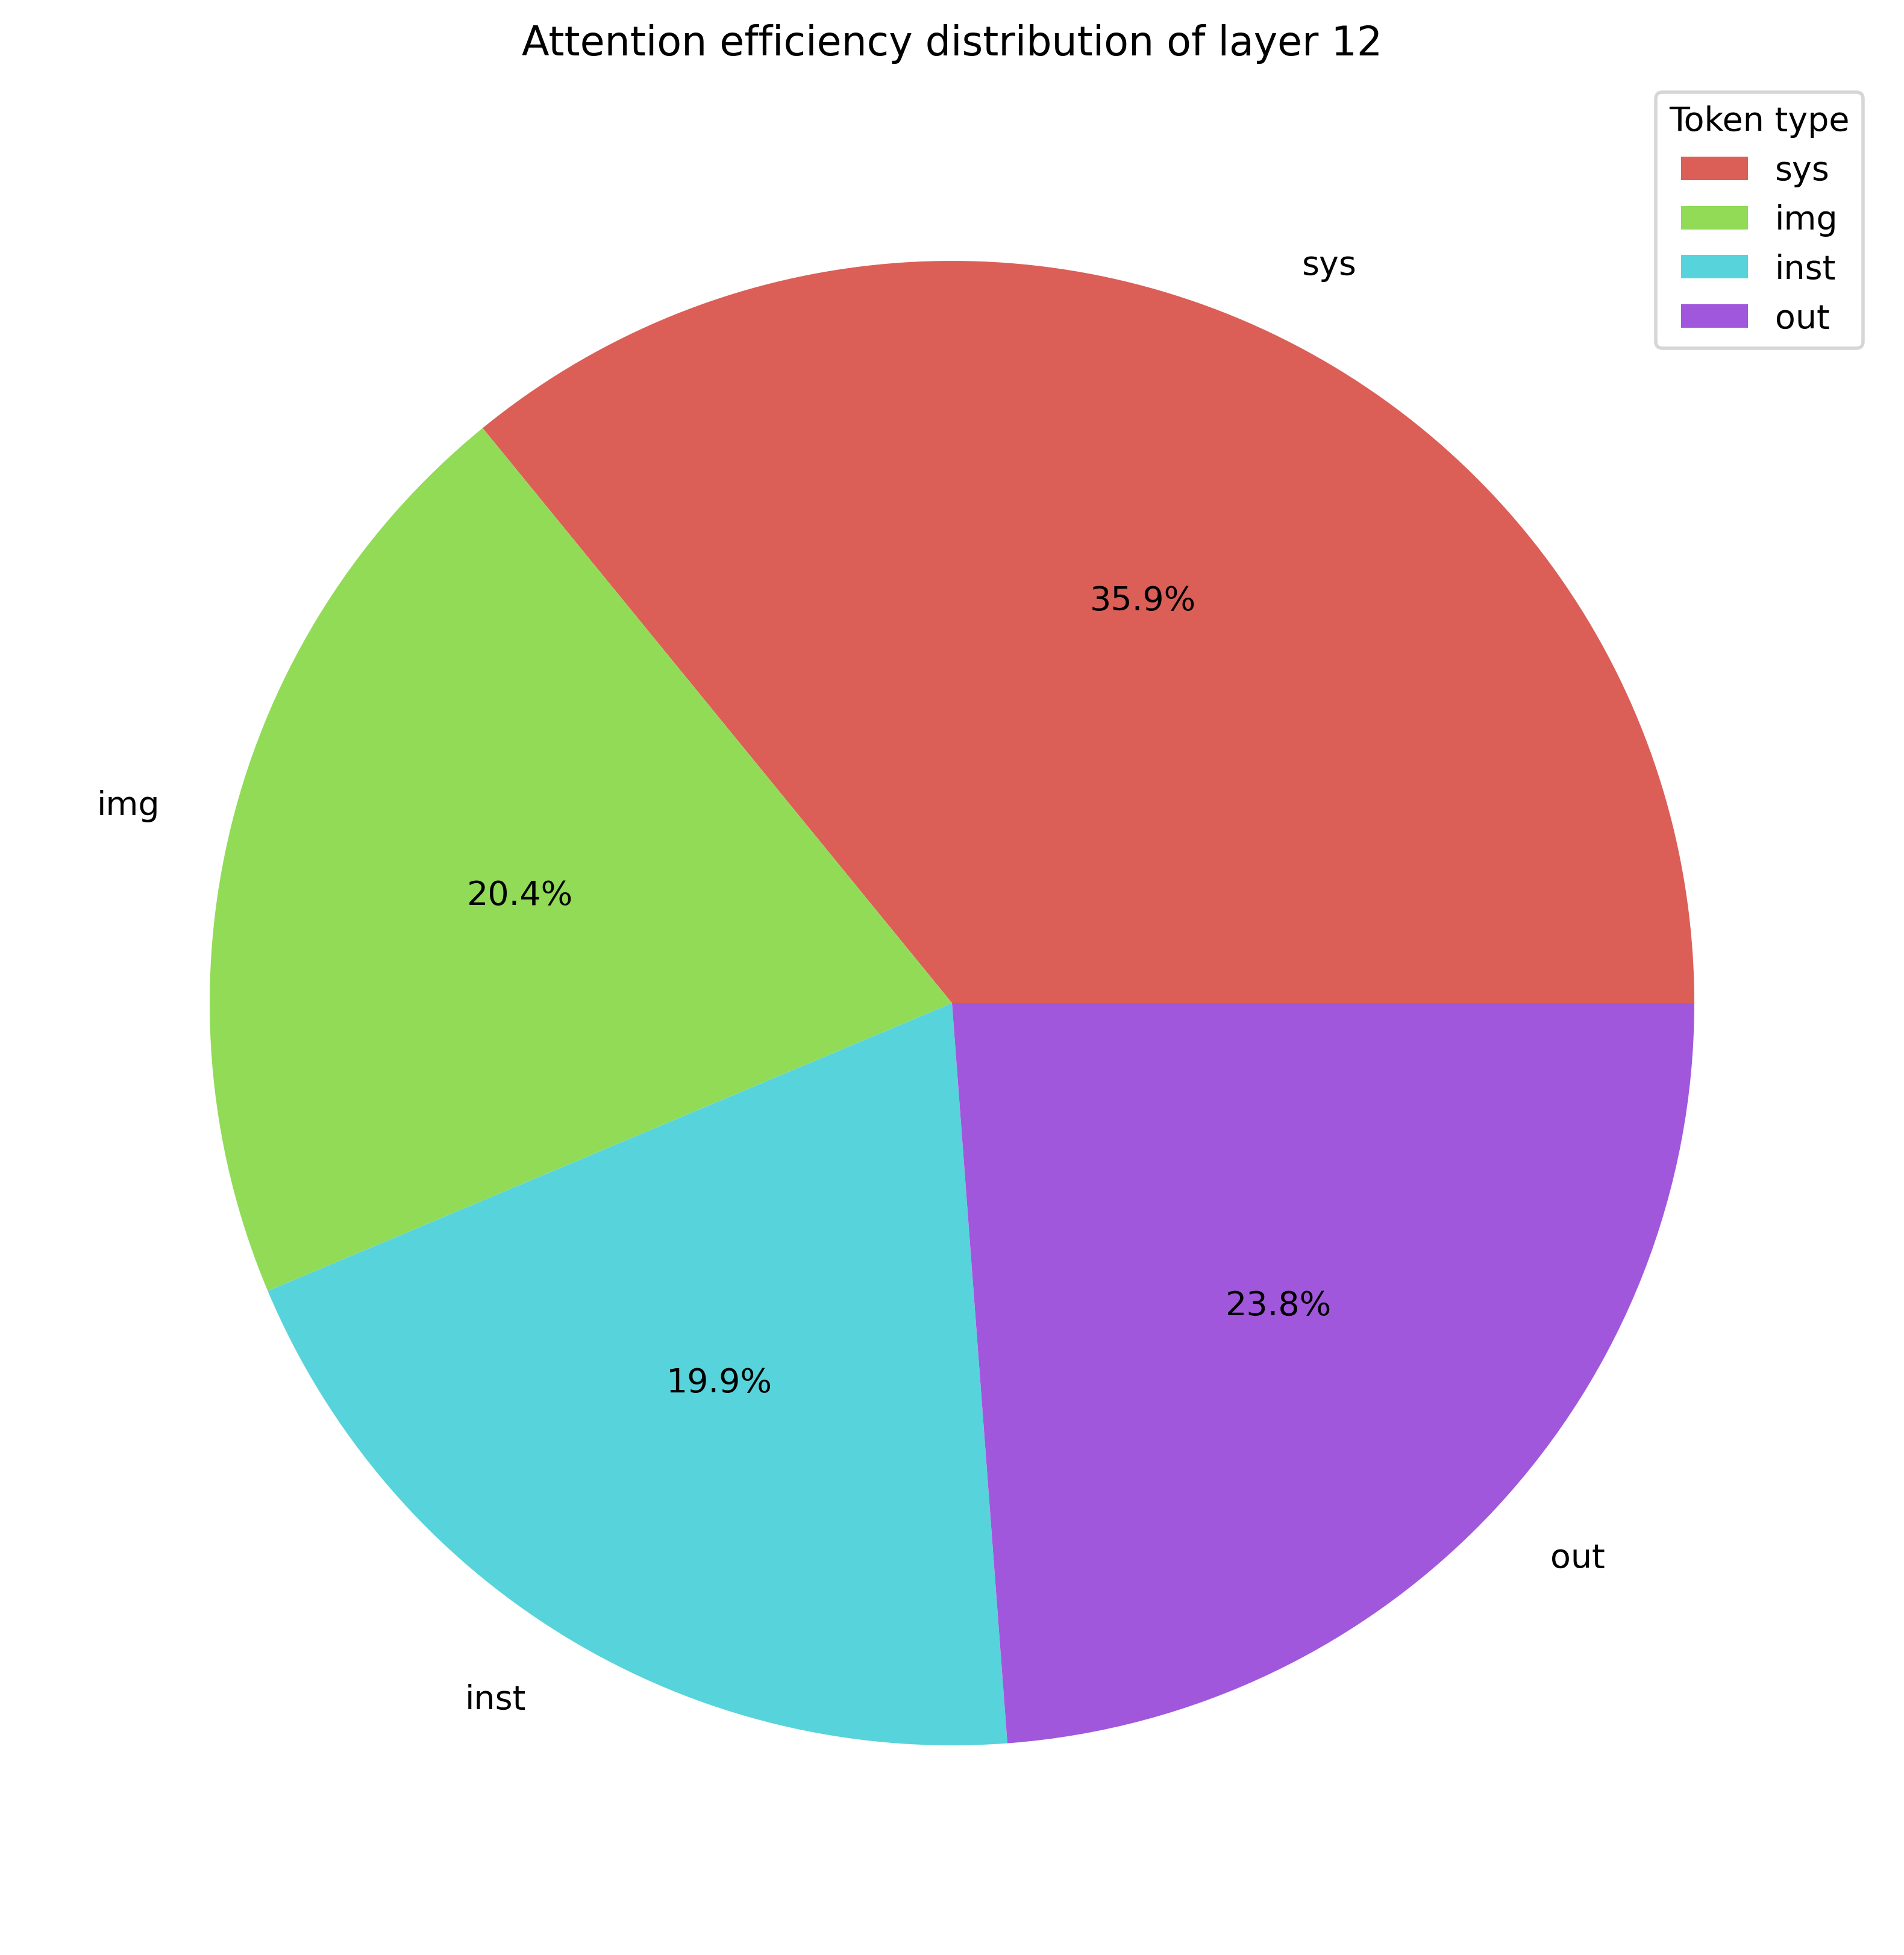 Attention efficiency distribution of layer 12
Token type
sys
img
inst
out
sys
35.9%
img
20.4%
19.9%
23.8%
out
inst